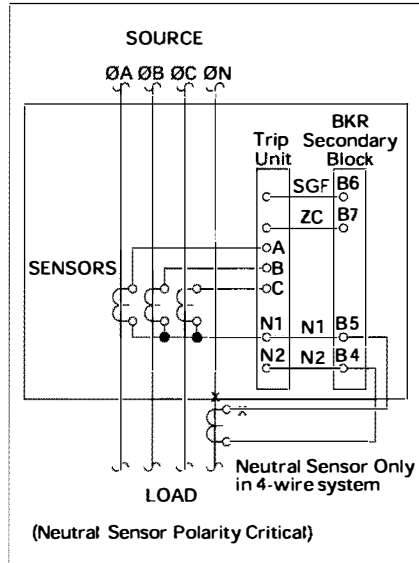 SOURCE
ØA ØB ØC ØN
BKR
Trip Secondary
Unit Block
SGF B6
ZC B7
A
SENSORS
B
C
N1 N1 B5
N2 N2 B4
X
X
Neutral Sensor Only
in 4-wire system
LOAD
(Neutral Sensor Polarity Critical)